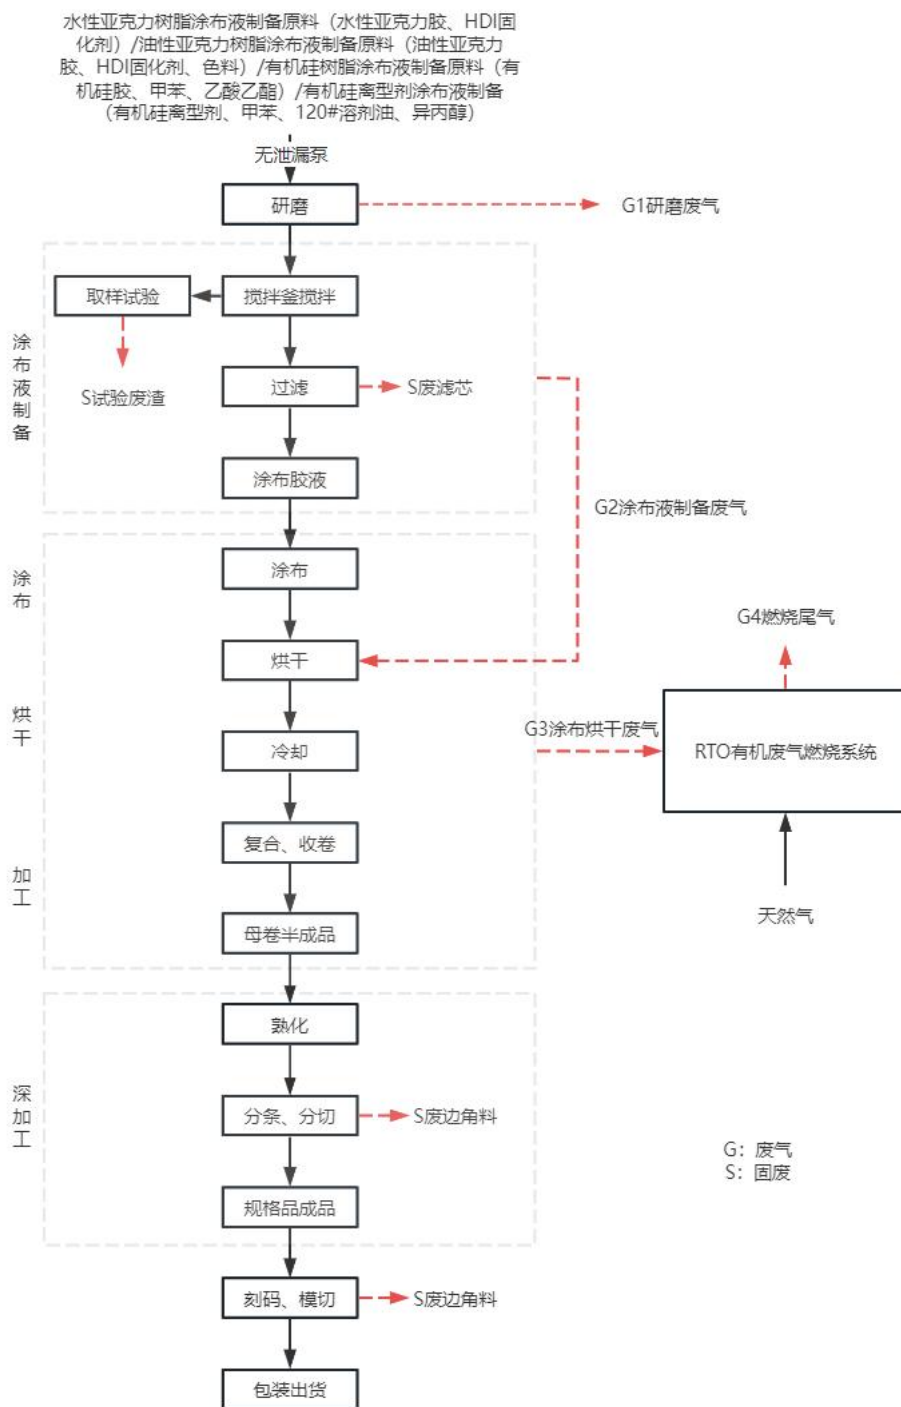 水性亚克力树脂涂布液制备原料（水性亚克力胶、HDI固
化剂）/油性亚克力树脂涂布液制备原料（油性亚克力
胶、HDI固化剂、色料）/有机硅树脂涂布液制备原料（有
机硅胶、甲苯、乙酸乙酯）/有机硅离型剂涂布液制备
（有机硅离型剂、甲苯、120#溶剂油、异丙醇）
无泄漏泵
研磨
G1研磨废气
涂布液制备
取样试验
搅拌釜搅拌
S试验废渣
过滤
S废滤芯
涂布胶液
G2涂布液制备废气
涂布
涂布
烘干
烘干
冷却
G3涂布烘干废气
G4燃烧尾气
RTO有机废气燃烧系统
天然气
加工
复合、收卷
母卷半成品
深加工
熟化
分条、分切
S废边角料
规格品成品
G：废气
S：固废
刻码、模切
S废边角料
包装出货